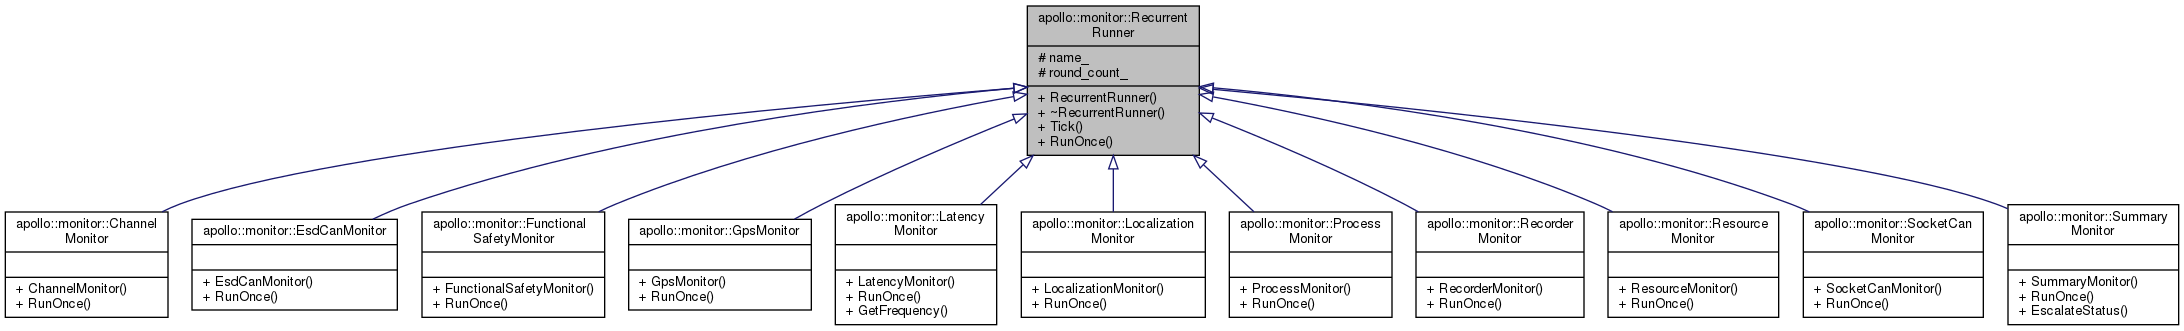 apollo::monitor::Recurrent
Runner
# name_
# round_count_
+ RecurrentRunner()
+ ~RecurrentRunner()
+ Tick()
+ RunOnce()
apollo::monitor::Channel
Monitor
+ ChannelMonitor()
+ RunOnce()
apollo::monitor::EsdCanMonitor
+ EsdCanMonitor()
+ RunOnce()
apollo::monitor::Functional
SafetyMonitor
+ FunctionalSafetyMonitor()
+ RunOnce()
apollo::monitor::GpsMonitor
+ GpsMonitor()
+ RunOnce()
apollo::monitor::Latency
Monitor
+ LatencyMonitor()
+ RunOnce()
+ GetFrequency()
apollo::monitor::Localization
Monitor
+ LocalizationMonitor()
+ RunOnce()
apollo::monitor::Process
Monitor
+ ProcessMonitor()
+ RunOnce()
apollo::monitor::Recorder
Monitor
+ RecorderMonitor()
+ RunOnce()
apollo::monitor::Resource
Monitor
+ ResourceMonitor()
+ RunOnce()
apollo::monitor::SocketCan
Monitor
+ SocketCanMonitor()
+ RunOnce()
apollo::monitor::Summary
Monitor
+ SummaryMonitor()
+ RunOnce()
+ EscalateStatus()